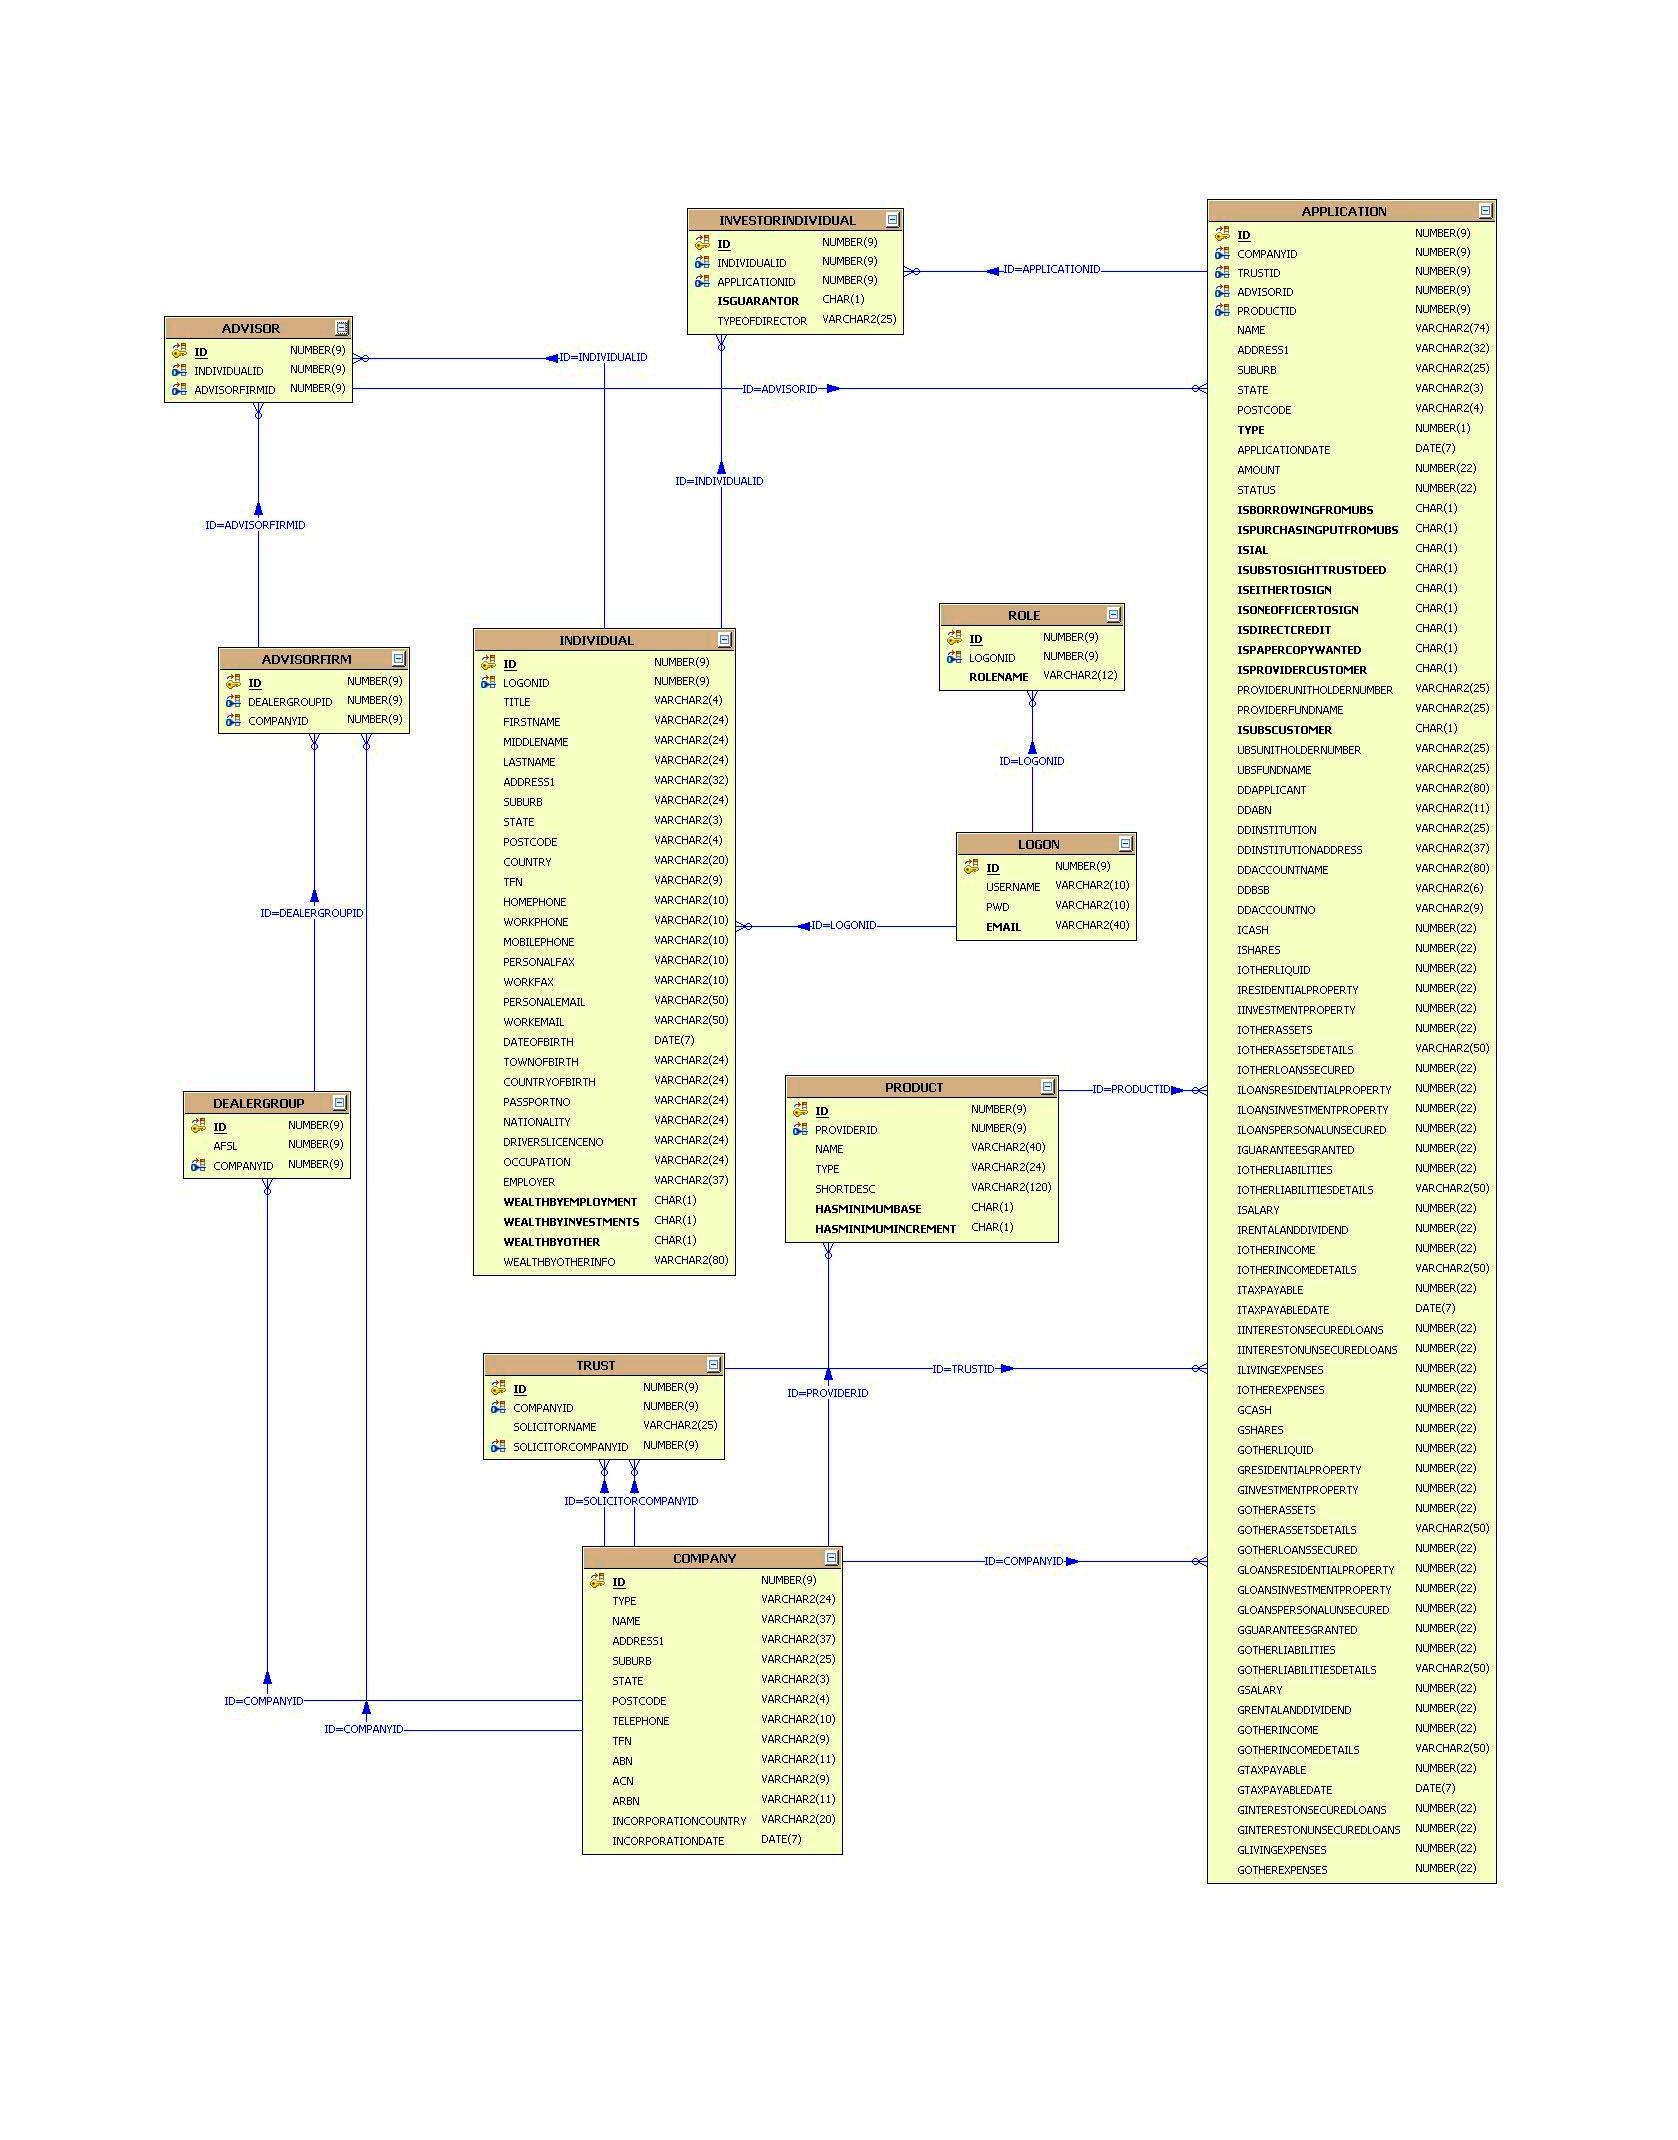 INVESTORINDIVIDUAL
ID NUMBER(9)
INDIVIDUALID NUMBER(9)
APPLICATIONID NUMBER(9)
ISGUARANTOR CHAR(1)
TYPEOFDIRECTOR VARCHAR2(25)
ID=APPLICATIONID
ADVISOR
ID NUMBER(9)
INDIVIDUALID NUMBER(9)
ADVISORFIRMID NUMBER(9)
ID=INDIVIDUALID
ID=ADVISORID
ID=INDIVIDUALID
ID=ADVISORFIRMID
ADVISORFIRM
ID NUMBER(9)
DEALERGROUPID NUMBER(9)
COMPANYID NUMBER(9)
INDIVIDUAL
ID NUMBER(9)
LOGONID NUMBER(9)
TITLE VARCHAR2(4)
FIRSTNAME VARCHAR2(24)
MIDDLENAME VARCHAR2(24)
LASTNAME VARCHAR2(24)
ADDRESS1 VARCHAR2(32)
SUBURB VARCHAR2(24)
STATE VARCHAR2(3)
POSTCODE VARCHAR2(4)
COUNTRY VARCHAR2(20)
TFN VARCHAR2(9)
HOMEPHONE VARCHAR2(10)
WORKPHONE VARCHAR2(10)
MOBILEPHONE VARCHAR2(10)
PERSONALFAX VARCHAR2(10)
WORKFAX VARCHAR2(10)
PERSONALEMAIL VARCHAR2(50)
WORKEMAIL VARCHAR2(50)
DATEOFBIRTH DATE(7)
TOWNOFBIRTH VARCHAR2(24)
COUNTRYOFBIRTH VARCHAR2(24)
PASSPORTNO VARCHAR2(24)
NATIONALITY VARCHAR2(24)
DRIVERSLICENCENO VARCHAR2(24)
OCCUPATION VARCHAR2(24)
EMPLOYER VARCHAR2(37)
WEALTHBYEMPLOYMENT CHAR(1)
WEALTHBYINVESTMENTS CHAR(1)
WEALTHBYOTHER CHAR(1)
WEALTHBYOTHERINFO VARCHAR2(80)
ROLE
ID NUMBER(9)
LOGONID NUMBER(9)
ROLENAME VARCHAR2(12)
ID=LOGONID
LOGON
ID NUMBER(9)
USERNAME VARCHAR2(10)
PWD VARCHAR2(10)
EMAIL VARCHAR2(40)
ID=LOGONID
ID=DEALERGROUPID
DEALERGROUP
ID NUMBER(9)
AFSL NUMBER(9)
COMPANYID NUMBER(9)
PRODUCT
ID NUMBER(9)
PROVIDERID NUMBER(9)
NAME VARCHAR2(40)
TYPE VARCHAR2(24)
SHORTDESC VARCHAR2(120)
HASMINIMUMBASE CHAR(1)
HASMINIMUMINCREMENT CHAR(1)
ID=PRODUCTID
TRUST
ID NUMBER(9)
COMPANYID NUMBER(9)
SOLICITORNAME VARCHAR2(25)
SOLICITORCOMPANYID NUMBER(9)
ID=TRUSTID
ID=PROVIDERID
ID=SOLICITORCOMPANYID
COMPANY
ID NUMBER(9)
TYPE VARCHAR2(24)
NAME VARCHAR2(37)
ADDRESS1 VARCHAR2(37)
SUBURB VARCHAR2(25)
STATE VARCHAR2(3)
POSTCODE VARCHAR2(4)
TELEPHONE VARCHAR2(10)
TFN VARCHAR2(9)
ABN VARCHAR2(11)
ACN VARCHAR2(9)
ARBN VARCHAR2(11)
INCORPORATIONCOUNTRY VARCHAR2(20)
INCORPORATIONDATE DATE(7)
ID=COMPANYID
ID=COMPANYID
ID=COMPANYID
APPLICATION
ID NUMBER(9)
COMPANYID NUMBER(9)
TRUSTID NUMBER(9)
ADVISORID NUMBER(9)
PRODUCTID NUMBER(9)
NAME VARCHAR2(74)
ADDRESS1 VARCHAR2(32)
SUBURB VARCHAR2(25)
STATE VARCHAR2(3)
POSTCODE VARCHAR2(4)
TYPE NUMBER(1)
APPLICATIONDATE DATE(7)
AMOUNT NUMBER(22)
STATUS NUMBER(22)
ISBORROWINGFROMUBS CHAR(1)
ISPURCHASINGPUTFROMUBS CHAR(1)
ISIAL CHAR(1)
ISUBSTOSIGHTTRUSTDEED CHAR(1)
ISEITHERTOSIGN CHAR(1)
ISONEOFFICERTOSIGN CHAR(1)
ISDIRECTCREDIT CHAR(1)
ISPAPERCOPYWANTED CHAR(1)
ISPROVIDERCUSTOMER CHAR(1)
PROVIDERUNITHOLDERNUMBER VARCHAR2(25)
PROVIDERFUNDNAME VARCHAR2(25)
ISUBSCUSTOMER CHAR(1)
UBSUNITHOLDERNUMBER VARCHAR2(25)
UBSFUNDNAME VARCHAR2(25)
DDAPPLICANT VARCHAR2(80)
DDABN VARCHAR2(11)
DDINSTITUTION VARCHAR2(25)
DDINSTITUTIONADDRESS VARCHAR2(37)
DDACCOUNTNAME VARCHAR2(80)
DDBSB VARCHAR2(6)
DDACCOUNTNO VARCHAR2(9)
ICASH NUMBER(22)
ISHARES NUMBER(22)
IOTHERLIQUID NUMBER(22)
IRESIDENTIALPROPERTY NUMBER(22)
IINVESTMENTPROPERTY NUMBER(22)
IOTHERASSETS NUMBER(22)
IOTHERASSETSDETAILS VARCHAR2(50)
IOTHERLOANSSECURED NUMBER(22)
ILOANSRESIDENTIALPROPERTY NUMBER(22)
ILOANSINVESTMENTPROPERTY NUMBER(22)
ILOANSPERSONALUNSECURED NUMBER(22)
IGUARANTEESGRANTED NUMBER(22)
IOTHERLIABILITIES NUMBER(22)
IOTHERLIABILITIESDETAILS VARCHAR2(50)
ISALARY NUMBER(22)
IRENTALANDDIVIDEND NUMBER(22)
IOTHERINCOME NUMBER(22)
IOTHERINCOMEDETAILS VARCHAR2(50)
ITAXPAYABLE NUMBER(22)
ITAXPAYABLEDATE DATE(7)
IINTERESTONSECUREDLOANS NUMBER(22)
IINTERESTONUNSECUREDLOANS NUMBER(22)
ILIVINGEXPENSES NUMBER(22)
IOTHEREXPENSES NUMBER(22)
GCASH NUMBER(22)
GSHARES NUMBER(22)
GOTHERLIQUID NUMBER(22)
GRESIDENTIALPROPERTY NUMBER(22)
GINVESTMENTPROPERTY NUMBER(22)
GOTHERASSETS NUMBER(22)
GOTHERASSETSDETAILS VARCHAR2(50)
GOTHERLOANSSECURED NUMBER(22)
GLOANSRESIDENTIALPROPERTY NUMBER(22)
GLOANSINVESTMENTPROPERTY NUMBER(22)
GLOANSPERSONALUNSECURED NUMBER(22)
GGUARANTEESGRANTED NUMBER(22)
GOTHERLIABILITIES NUMBER(22)
GOTHERLIABILITIESDETAILS VARCHAR2(50)
GSALARY NUMBER(22)
GRENTALANDDIVIDEND NUMBER(22)
GOTHERINCOME NUMBER(22)
GOTHERINCOMEDETAILS VARCHAR2(50)
GTAXPAYABLE NUMBER(22)
GTAXPAYABLEDATE DATE(7)
GINTERESTONSECUREDLOANS NUMBER(22)
GINTERESTONUNSECUREDLOANS NUMBER(22)
GLIVINGEXPENSES NUMBER(22)
GOTHEREXPENSES NUMBER(22)